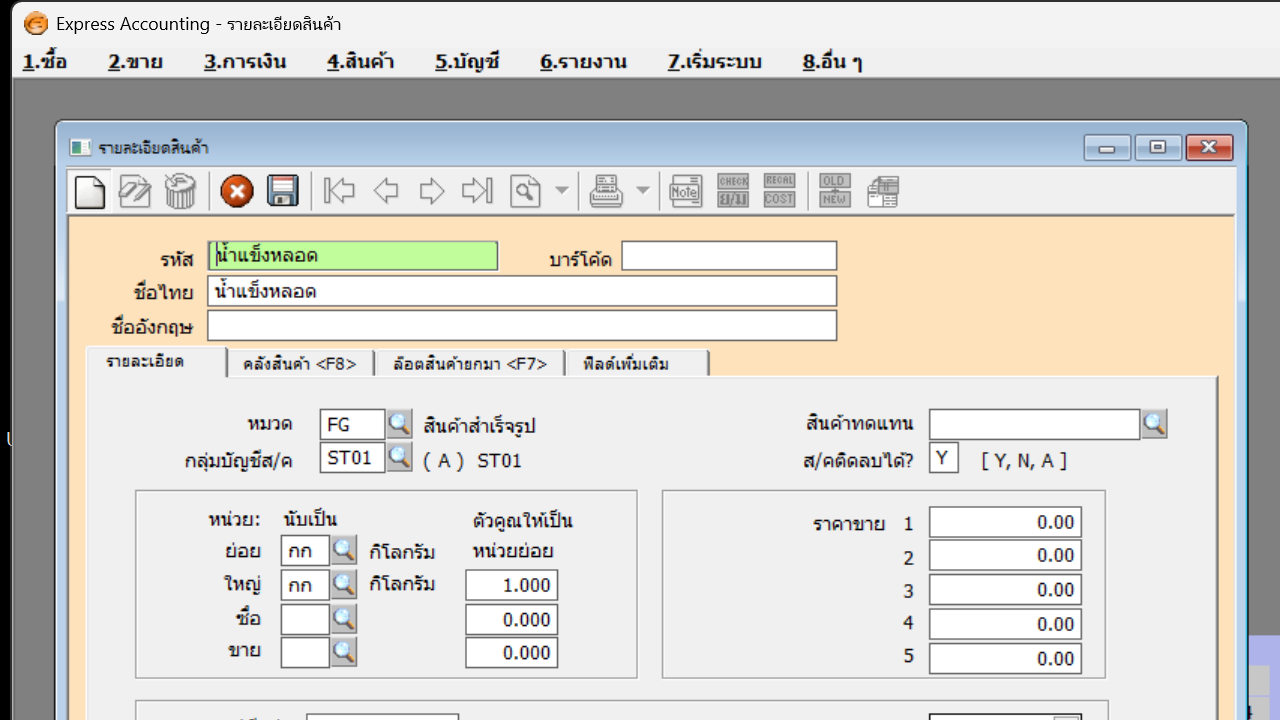 Express Accounting - รายละเอียดสินค้า
1.ซื้อ 2.ขาย 3.การเงิน 4.สินค้า 5.บัญชี 6.รายงาน 7.เริ่มระบบ 8.อื่น ๆ
รายละเอียดสินค้า
Note CHECK RECAL COST OLD NEW
รหัส น้ำแข็งหลอด บาร์โค้ด
ชื่อไทย น้ำแข็งหลอด
ชื่ออังกฤษ
รายละเอียด คลังสินค้า <F8> ล๊อตสินค้ายกมา <F7> ฟิลด์เพิ่มเติม
หมวด FG สินค้าสำเร็จรูป สินค้าทดแทน
กลุ่มบัญชีส/ค ST01 ( A ) ST01 ส/คติดลบได้? Y [ Y, N, A ]
หน่วย: นับเป็น ตัวคูณให้เป็น ราคาขาย 1 0.00
ย่อย กก กิโลกรัม หน่วยย่อย 2 0.00
ใหญ่ กก กิโลกรัม 1.000 3 0.00
ซื้อ 0.000 4 0.00
ขาย 0.000 5 0.00